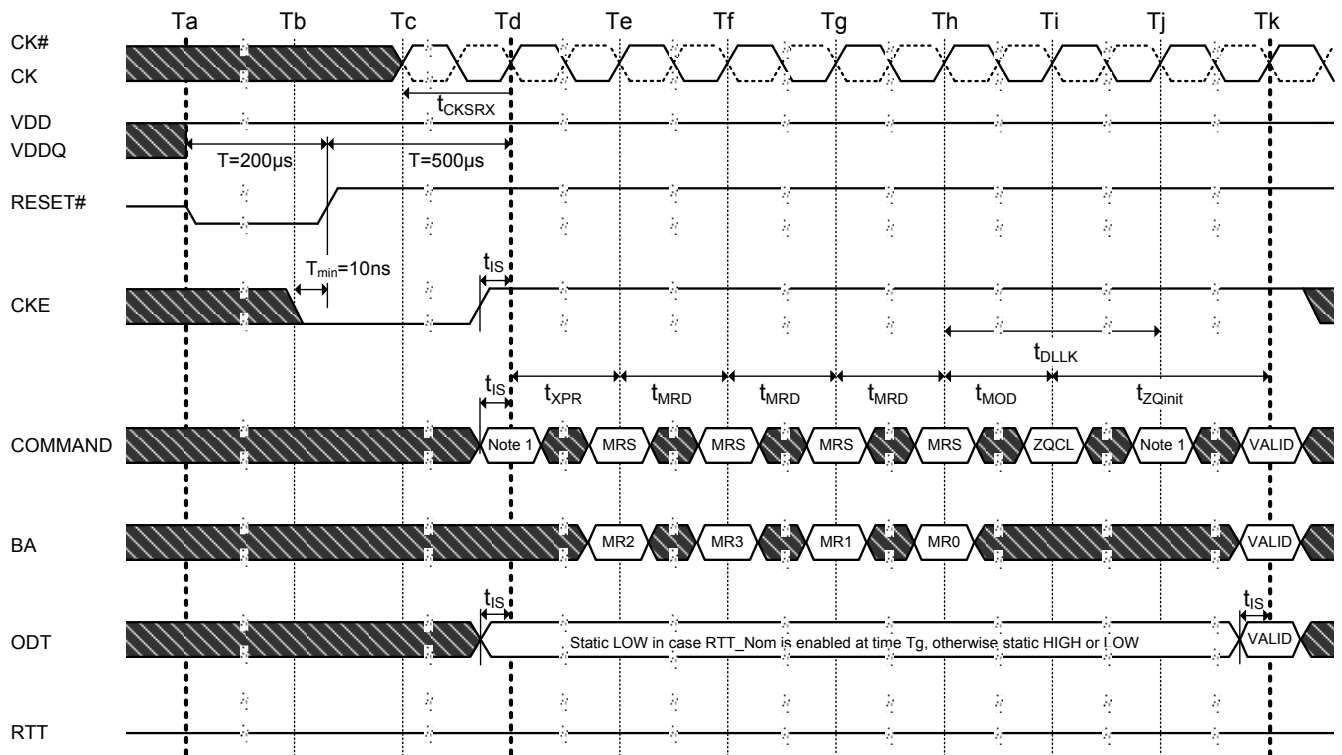 Ta Tb Tc Td Te Tf Tg Th Ti Tj Tk
CK#
CK
tCKSRX
VDD
VDDQ
T=200µs T=500µs
RESET#
Tmin=10ns tIS
CKE
tDLLK
tIS tXPR tMRD tMRD tMRD tMOD tZQinit
COMMAND Note 1 MRS MRS MRS MRS ZQCL Note 1 VALID
BA MR2 MR3 MR1 MR0 VALID
tIS tIS
ODT Static LOW in case RTT_Nom is enabled at time Tg, otherwise static HIGH or LOW VALID
RTT